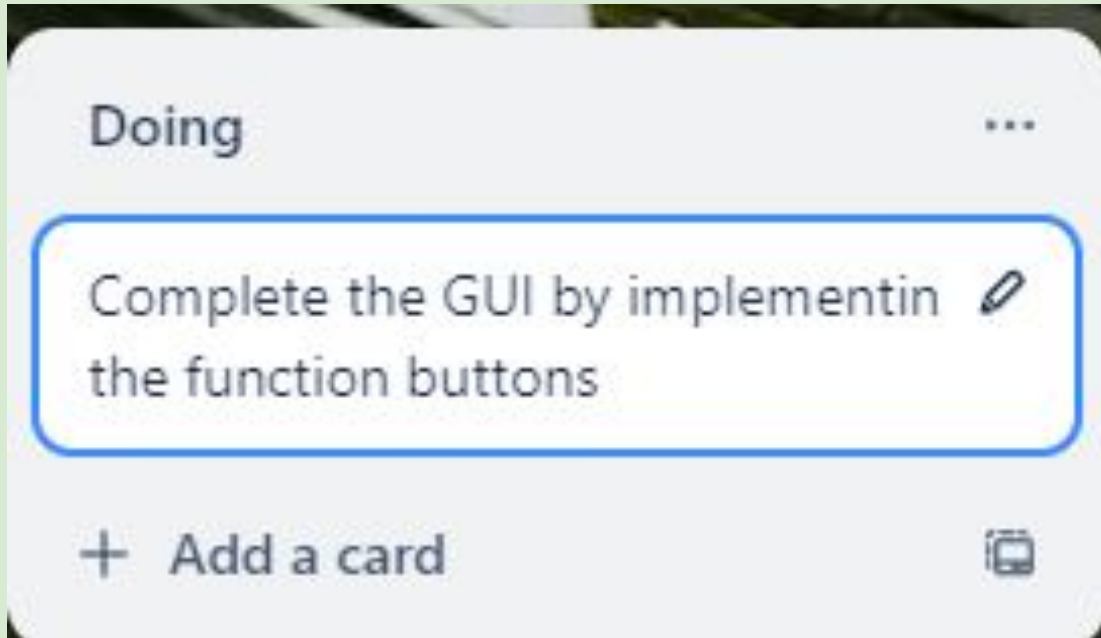 Doing
Complete the GUI by implementin
the function buttons
Add a card